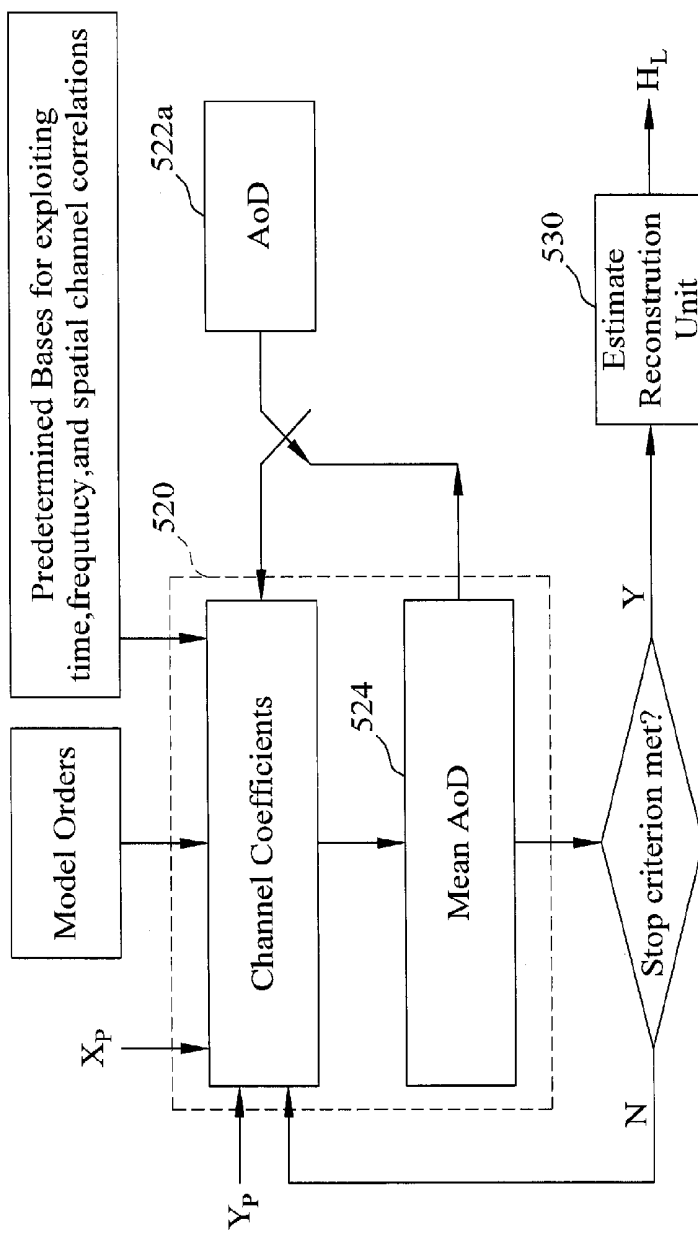 Predetermined Bases for exploiting
time,frequtucy,and spatial channel correlations
Model Orders
X_P
Y_P
520
Channel Coefficients
522a
AoD
524
Mean AoD
Stop criterion met?
N
Y
530
Estimate
Reconstrution
Unit
H_L